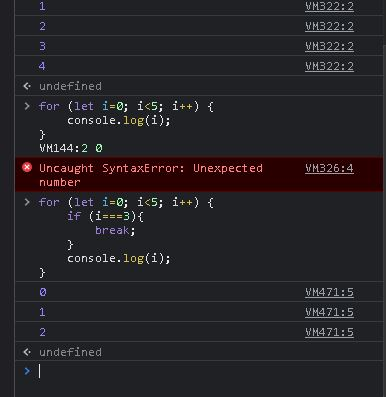 1 VM322:2
2 VM322:2
3 VM322:2
4 VM322:2
undefined
for (let i=0; i<5; i++) {
    console.log(i);
}
VM144:2 0
Uncaught SyntaxError: Unexpected VM326:4
number
for (let i=0; i<5; i++) {
    if (i===3){
        break;
    }
    console.log(i);
}
0 VM471:5
1 VM471:5
2 VM471:5
undefined